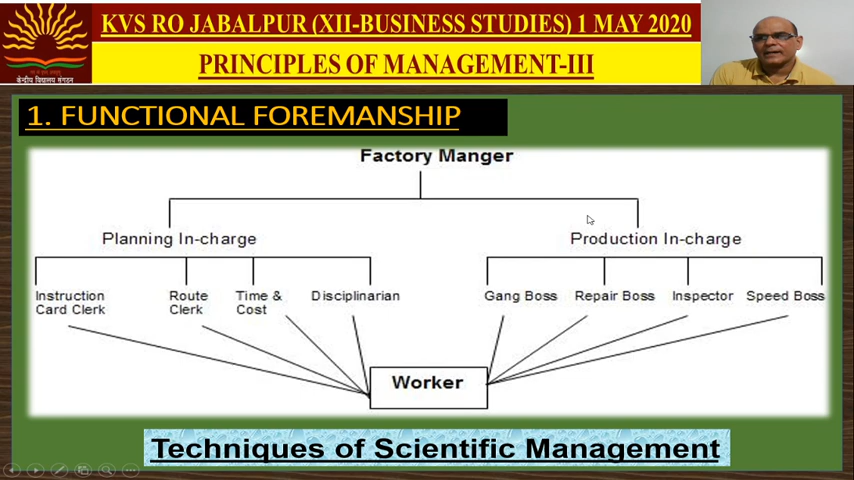 KVS RO JABALPUR (XII-BUSINESS STUDIES) 1 MAY 2020
PRINCIPLES OF MANAGEMENT-III
केन्द्रीय विद्यालय संगठन
1. FUNCTIONAL FOREMANSHIP
Factory Manger
Planning In-charge
Production In-charge
Instruction
Card Clerk
Route
Clerk
Time &
Cost
Disciplinarian
Gang Boss
Repair Boss
Inspector
Speed Boss
Worker
Techniques of Scientific Management